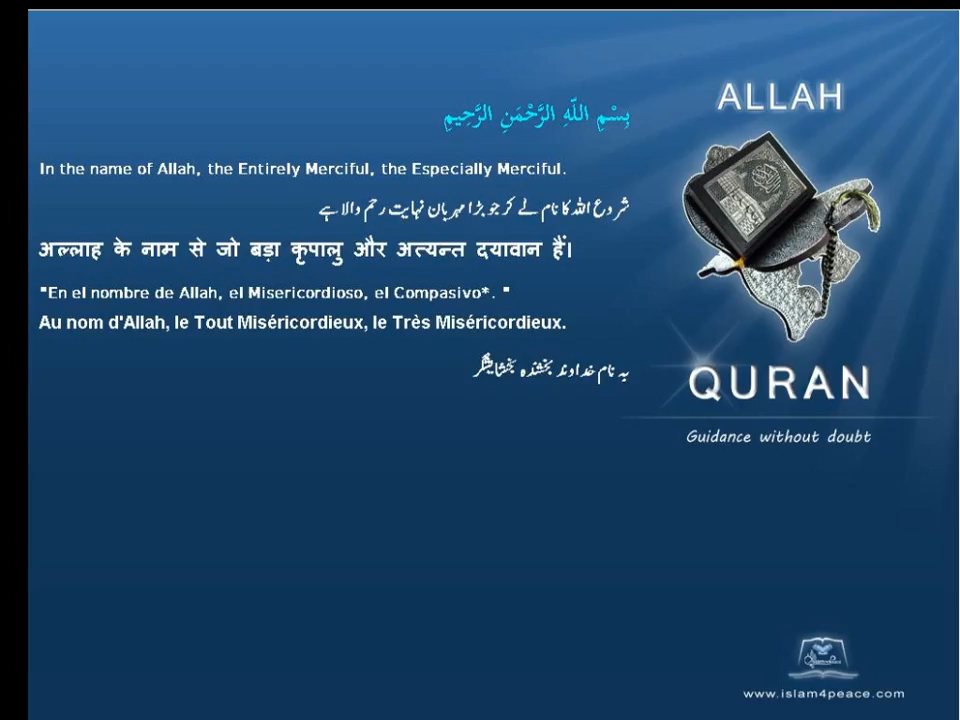 بِسْمِ اللّهِ الرَّحْمَنِ الرَّحِيمِ
In the name of Allah, the Entirely Merciful, the Especially Merciful.
شروع اللہ کا نام لے کر جو بڑا مہربان نہایت رحم والا ہے
अल्लाह के नाम से जो बड़ा कृपालु और अत्यन्त दयावान हैं।
"En el nombre de Allah, el Misericordioso, el Compasivo*. "
Au nom d'Allah, le Tout Miséricordieux, le Très Miséricordieux.
به نام خداوند بخشنده بخشایشگر
ALLAH
QURAN
Guidance without doubt
www.islam4peace.com